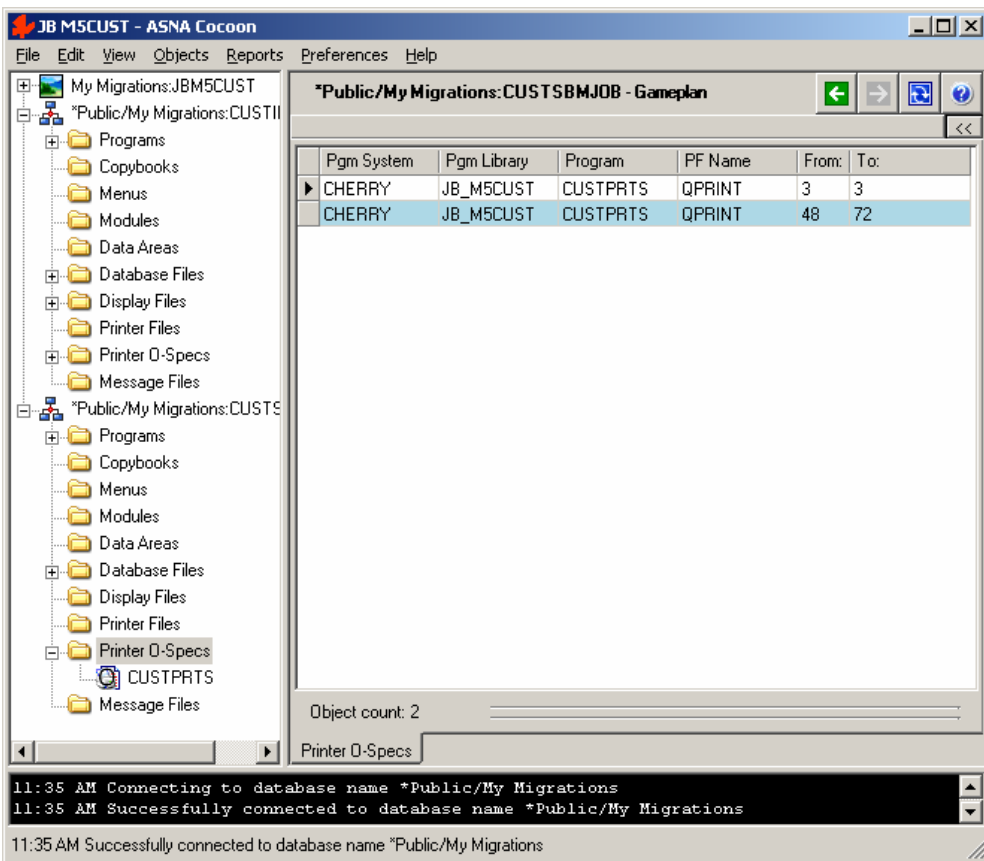 JB M5CUST - ASNA Cocoon
File Edit View Objects Reports Preferences Help
My Migrations:JBM5CUST
*Public/My Migrations:CUSTII
Programs
Copybooks
Menus
Modules
Data Areas
Database Files
Display Files
Printer Files
Printer O-Specs
Message Files
*Public/My Migrations:CUSTS
Programs
Copybooks
Menus
Modules
Data Areas
Database Files
Display Files
Printer Files
Printer O-Specs
CUSTPRTS
Message Files
*Public/My Migrations:CUSTSBMJOB - Gameplan
<<
Pgm System Pgm Library Program PF Name From: To:
CHERRY JB_M5CUST CUSTPRTS QPRINT 3 3
CHERRY JB_M5CUST CUSTPRTS QPRINT 48 72
Object count: 2
Printer O-Specs
11:35 AM Connecting to database name *Public/My Migrations
11:35 AM Successfully connected to database name *Public/My Migrations
11:35 AM Successfully connected to database name *Public/My Migrations